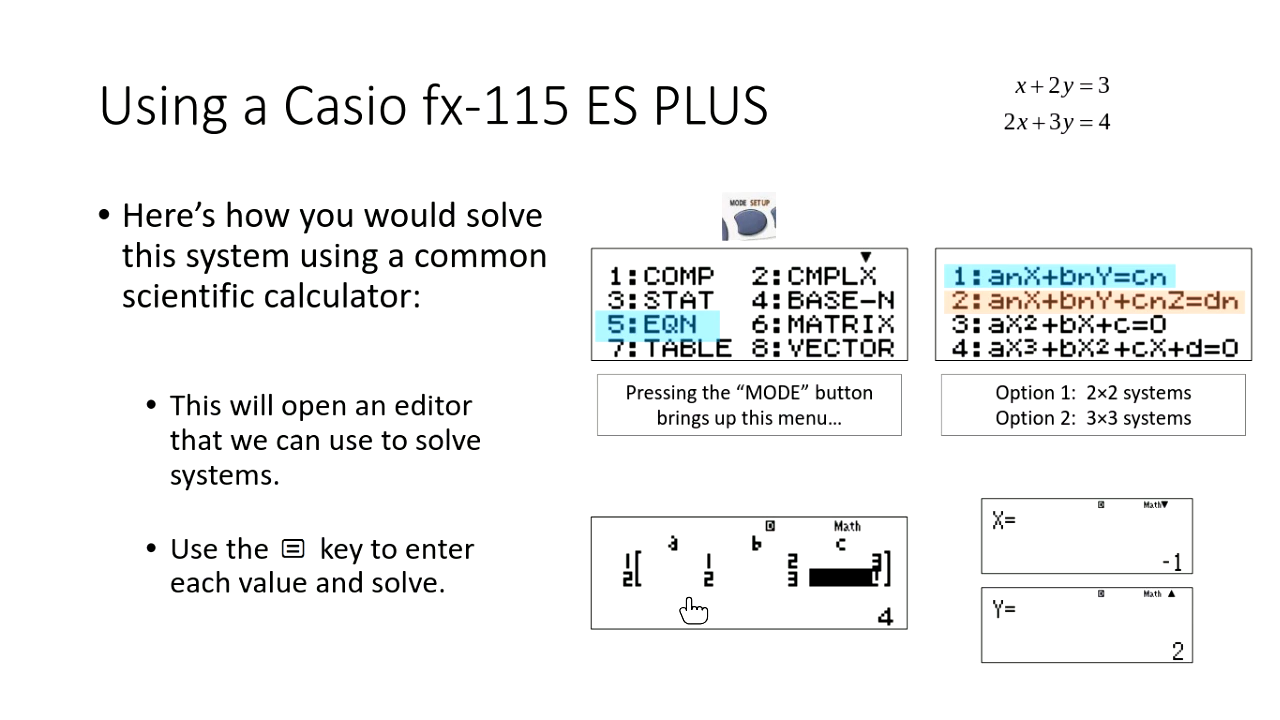 Using a Casio fx-115 ES PLUS
x + 2y = 3
2x + 3y = 4
• Here’s how you would solve
this system using a common
scientific calculator:
MODE SETUP
▼
1:COMP 2:CMPLX
3:STAT 4:BASE-N
5:EQN 6:MATRIX
7:TABLE 8:VECTOR
1:anX+bnY=cn
2:anX+bnY+cnZ=dn
3:aX²+bX+c=0
4:aX³+bX²+cX+d=0
Pressing the “MODE” button
brings up this menu…
Option 1: 2×2 systems
Option 2: 3×3 systems
• This will open an editor
that we can use to solve
systems.
• Use the = key to enter
each value and solve.
D Math
a b c
1[ 1 2 3]
2[ 2 3
4
D Math▼
X=
-1
D Math ▲
Y=
2